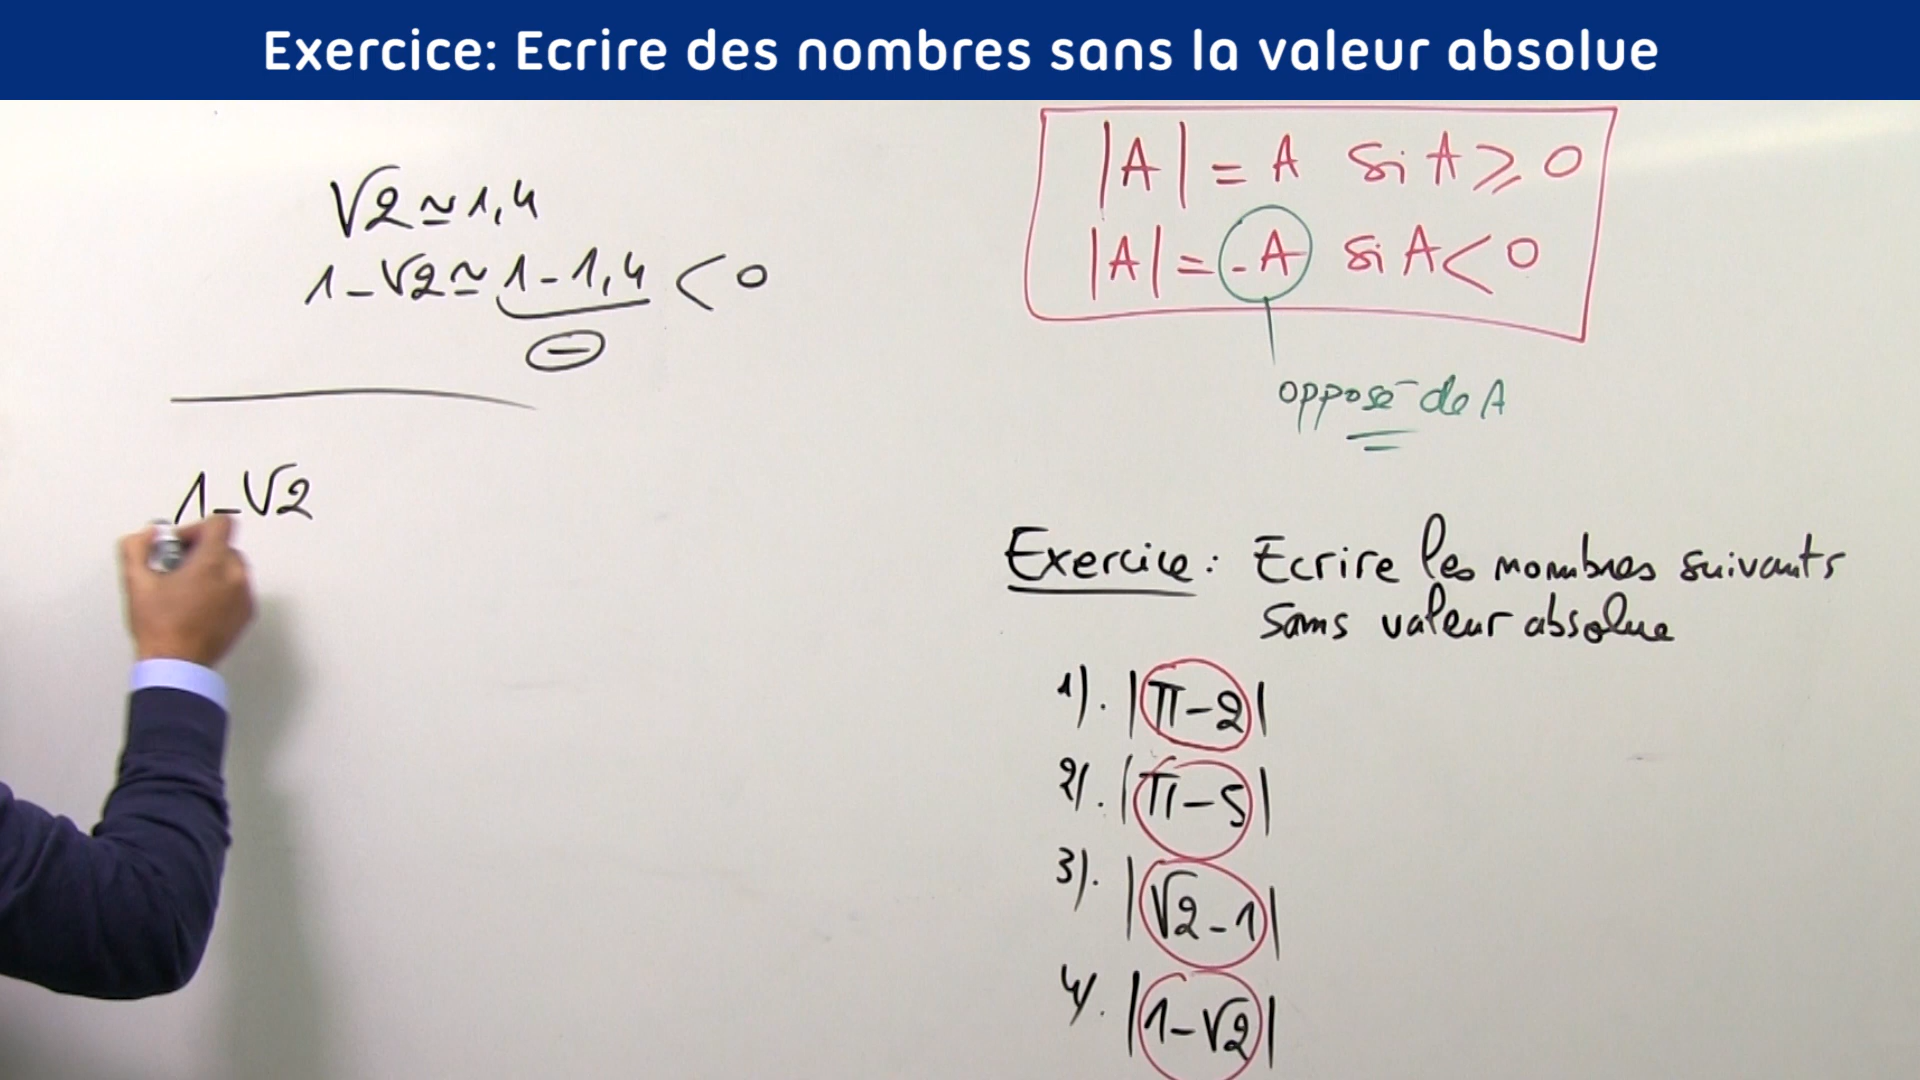 Exercice: Ecrire des nombres sans la valeur absolue
√2 ≃ 1,4
1-√2 ≃ 1-1,4 < 0
⊖
1-√2
|A| = A si A ⩾ 0
|A| = -A si A < 0
opposé de A
Exercice : Ecrire les nombres suivants
sans valeur absolue
1). |π-2|
2). |π-5|
3). |√2-1|
4). |1-√2|